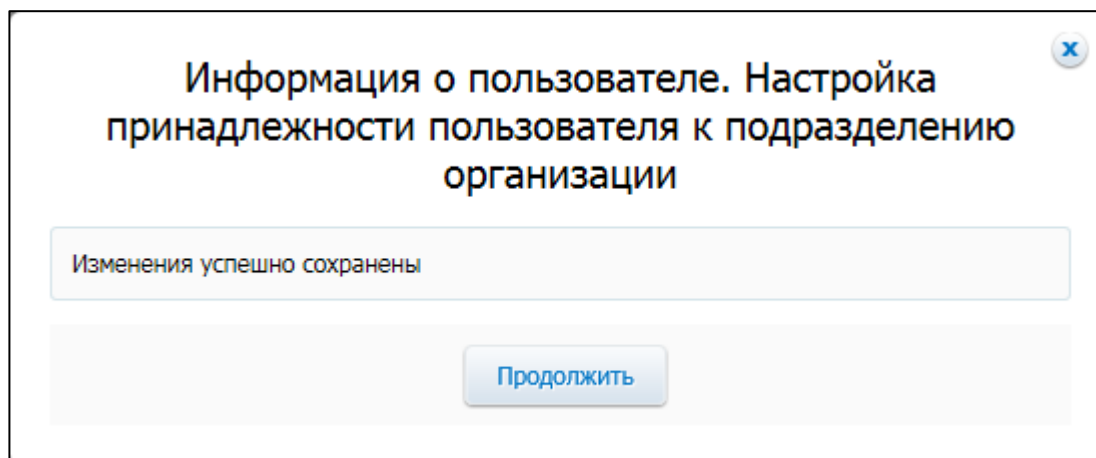 Информация о пользователе. Настройка
принадлежности пользователя к подразделению
организации
Изменения успешно сохранены
Продолжить